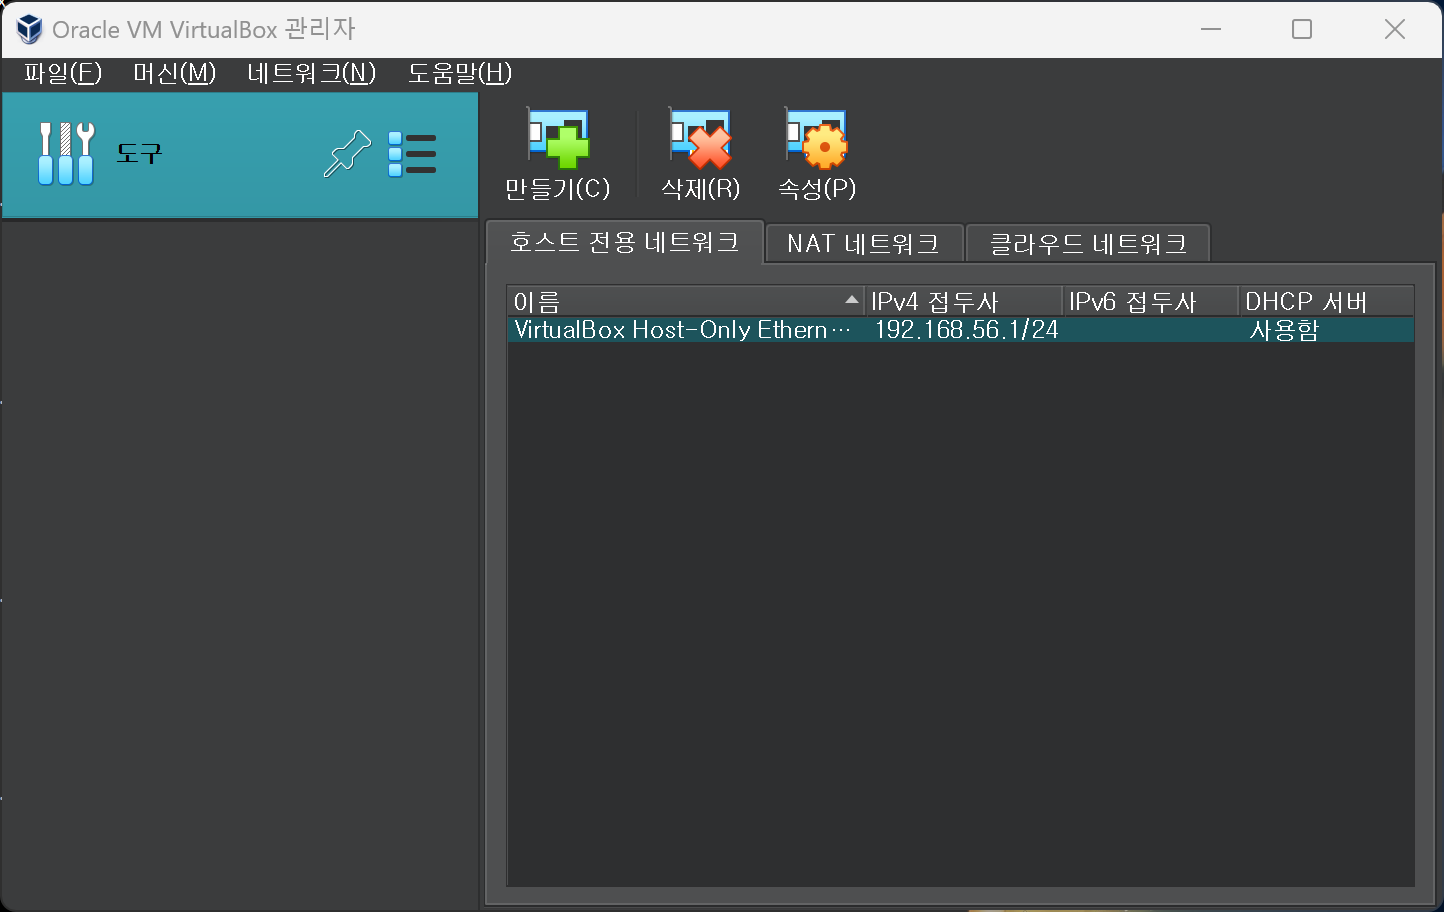 Oracle VM VirtualBox 관리자
파일(F) 머신(M) 네트워크(N) 도움말(H)
도구
만들기(C) 삭제(R) 속성(P)
호스트 전용 네트워크 NAT 네트워크 클라우드 네트워크
이름 IPv4 접두사 IPv6 접두사 DHCP 서버
VirtualBox Host-Only Ethern… 192.168.56.1/24 사용함